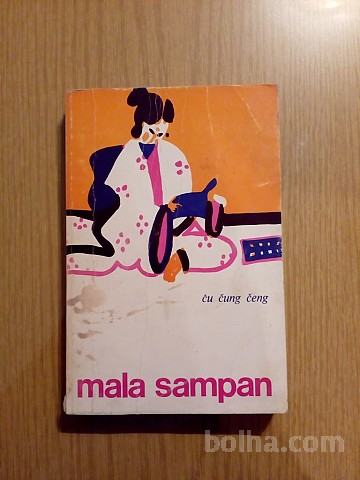 ču čung čeng
mala sampan
bolha.com